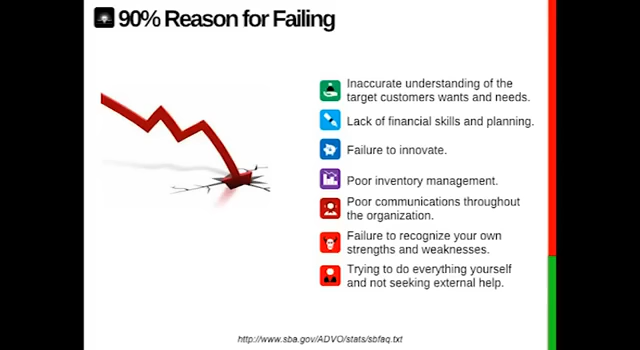 90% Reason for Failing
Inaccurate understanding of the
target customers wants and needs.
Lack of financial skills and planning.
Failure to innovate.
Poor inventory management.
Poor communications throughout
the organization.
Failure to recognize your own
strengths and weaknesses.
Trying to do everything yourself
and not seeking external help.
http://www.sba.gov/ADVO/stats/sbfaq.txt